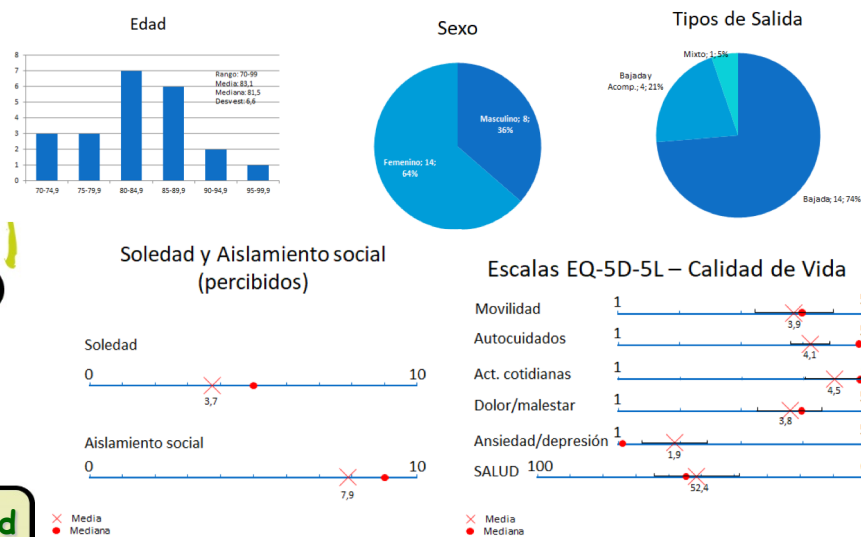 Edad
8
7
6
5
4
3
2
1
0
Rango: 70-99
Media: 83,1
Mediana: 81,5
Desvest: 6,6
70-74,9 75-79,9 80-84,9 85-89,9 90-94,9 95-99,9
Sexo
Masculino; 8;
36%
Femenino; 14;
64%
Tipos de Salida
Mixto; 1; 5%
Bajada y
Acomp.; 4; 21%
Bajada; 14; 74%
Soledad y Aislamiento social
(percibidos)
Soledad
0 10
3,7
Aislamiento social
0 10
7,9
Media
Mediana
Escalas EQ-5D-5L – Calidad de Vida
Movilidad 1
3,9
Autocuidados 1
4,1
Act. cotidianas 1
4,5
Dolor/malestar 1
3,8
Ansiedad/depresión 1
1,9
SALUD 100
52,4
Media
Mediana
d